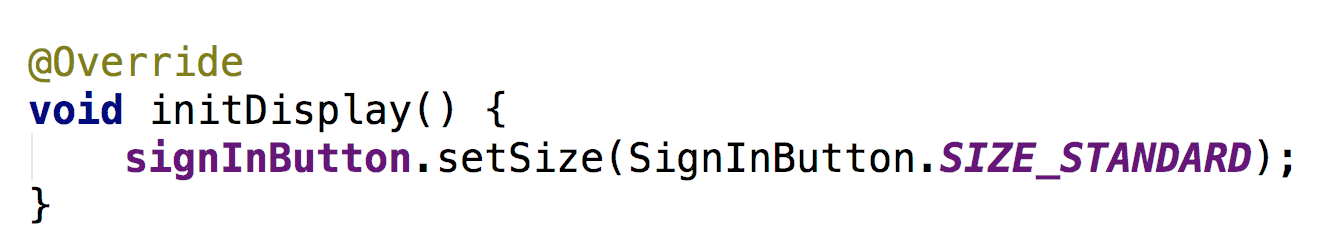 @Override
void initDisplay() {
    signInButton.setSize(SignInButton.SIZE_STANDARD);
}